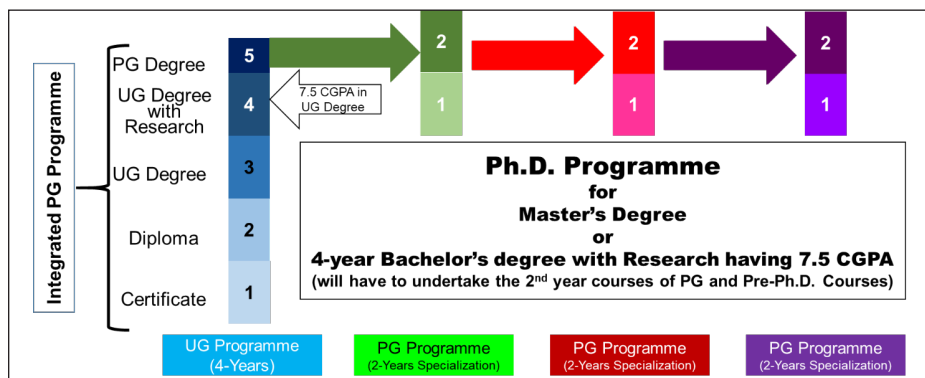 Integrated PG Programme
PG Degree
UG Degree
with
Research
UG Degree
Diploma
Certificate
5
4
3
2
1
7.5 CGPA in
UG Degree
2
1
2
1
2
1
Ph.D. Programme
for
Master’s Degree
or
4-year Bachelor’s degree with Research having 7.5 CGPA
(will have to undertake the 2nd year courses of PG and Pre-Ph.D. Courses)
UG Programme
(4-Years)
PG Programme
(2-Years Specialization)
PG Programme
(2-Years Specialization)
PG Programme
(2-Years Specialization)